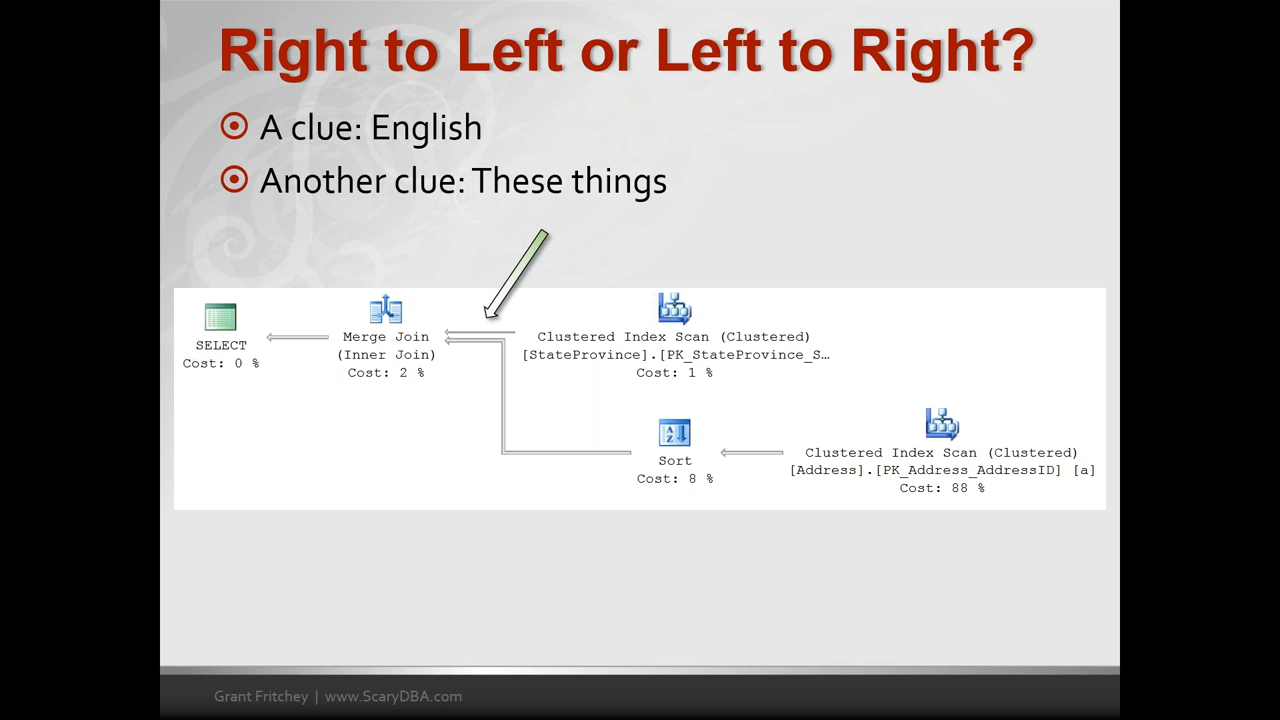 Right to Left or Left to Right?
A clue: English
Another clue: These things
SELECT
Cost: 0 %
Merge Join
(Inner Join)
Cost: 2 %
Clustered Index Scan (Clustered)
[StateProvince].[PK_StateProvince_S…
Cost: 1 %
Sort
Cost: 8 %
Clustered Index Scan (Clustered)
[Address].[PK_Address_AddressID] [a]
Cost: 88 %
Grant Fritchey | www.ScaryDBA.com